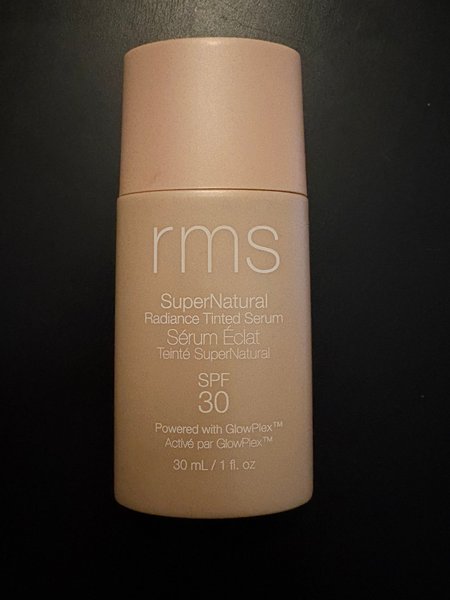 rms
SuperNatural
Radiance Tinted Serum
Sérum Éclat
Teinté SuperNatural
SPF
30
Powered with GlowPlex™
Activé par GlowPlex™
30 mL / 1 fl. oz